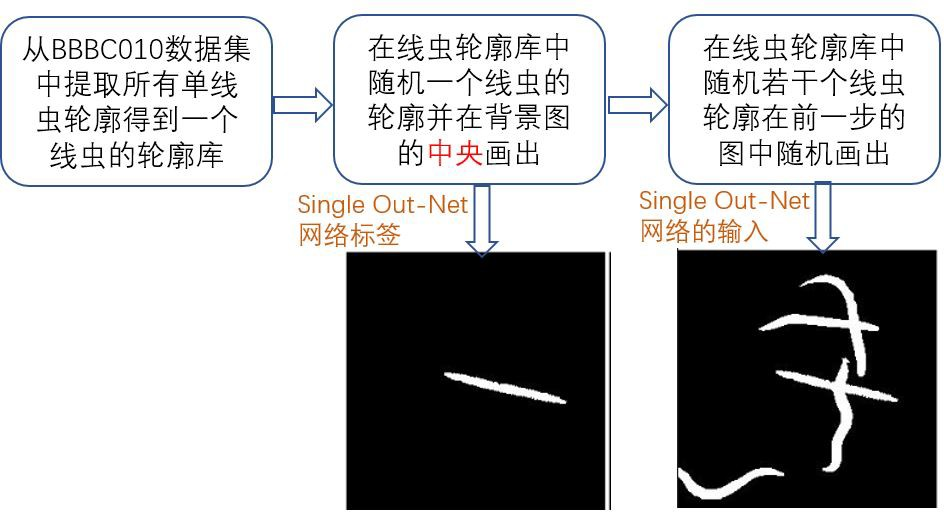 从BBBC010数据集
中提取所有单线
虫轮廓得到一个
线虫的轮廓库
在线虫轮廓库中
随机一个线虫的
轮廓并在背景图
的中央画出
在线虫轮廓库中
随机若干个线虫
轮廓在前一步的
图中随机画出
Single Out-Net
网络标签
Single Out-Net
网络的输入